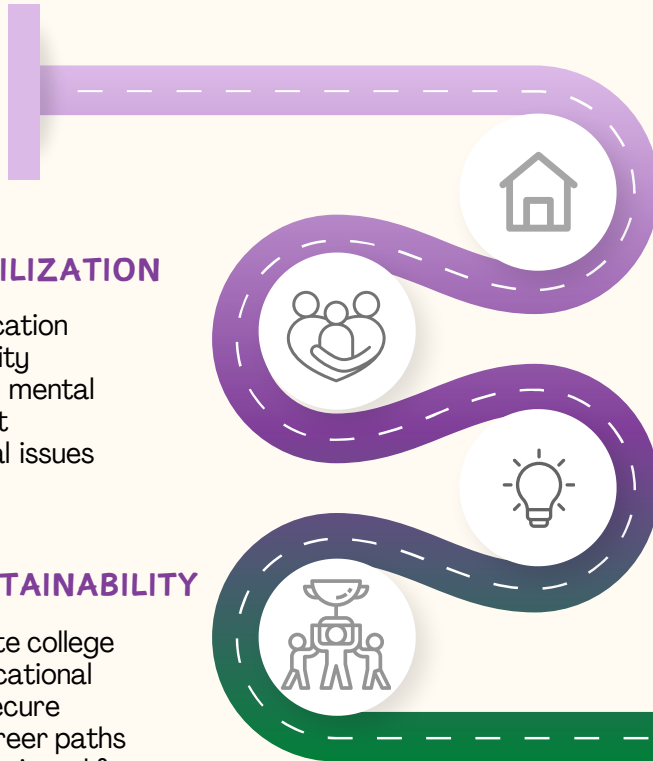 ILIZATION
cation
ity
mental
t
al issues
TAINABILITY
te college
cational
ecure
reer paths